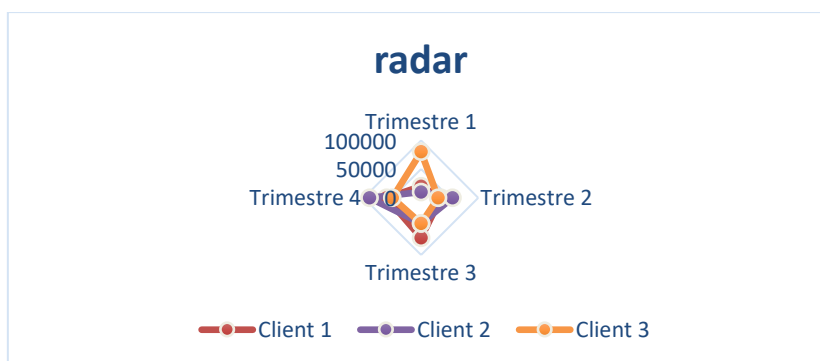 radar
Trimestre 1
100000
50000
Trimestre 4 0 Trimestre 2
Trimestre 3
Client 1 Client 2 Client 3